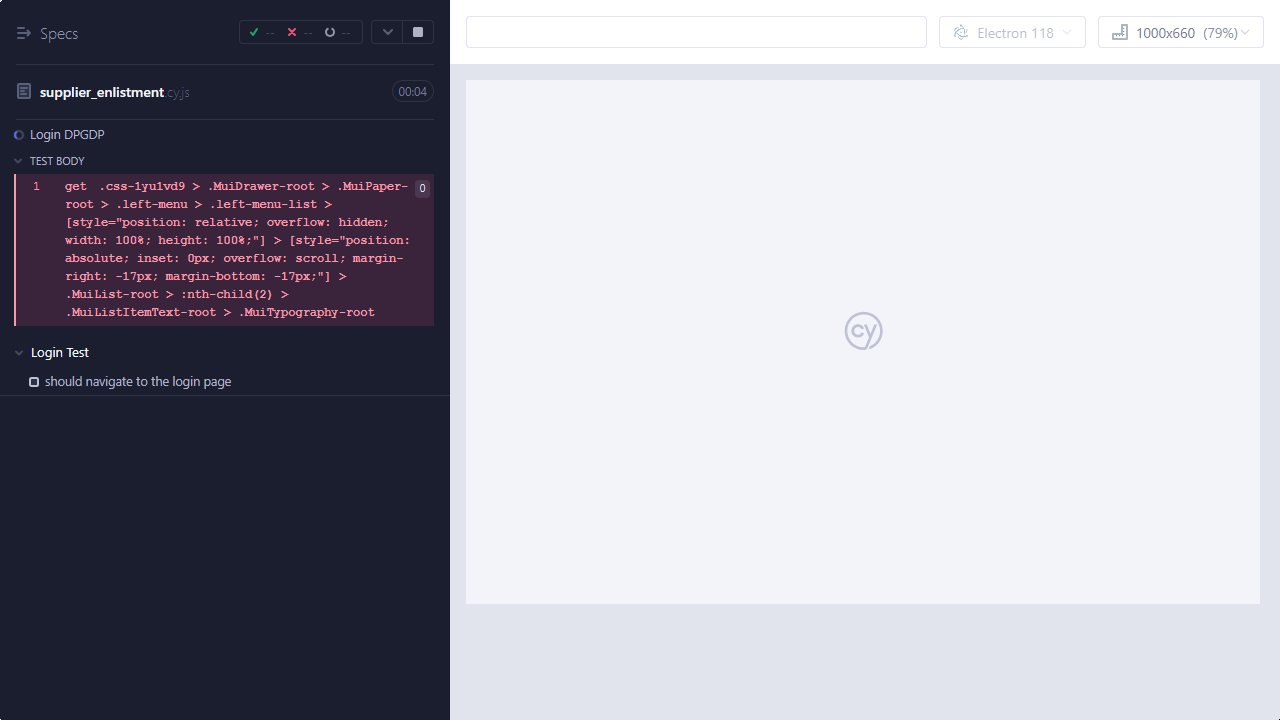 Specs
-- -- --
supplier_enlistment.cy.js
00:04
Login DPGDP
TEST BODY
1 get .css-1yu1vd9 > .MuiDrawer-root > .MuiPaper-
root > .left-menu > .left-menu-list >
[style="position: relative; overflow: hidden;
width: 100%; height: 100%;"] > [style="position:
absolute; inset: 0px; overflow: scroll; margin-
right: -17px; margin-bottom: -17px;"] >
.MuiList-root > :nth-child(2) >
.MuiListItemText-root > .MuiTypography-root
0
Login Test
should navigate to the login page
Electron 118
1000x660 (79%)
cy